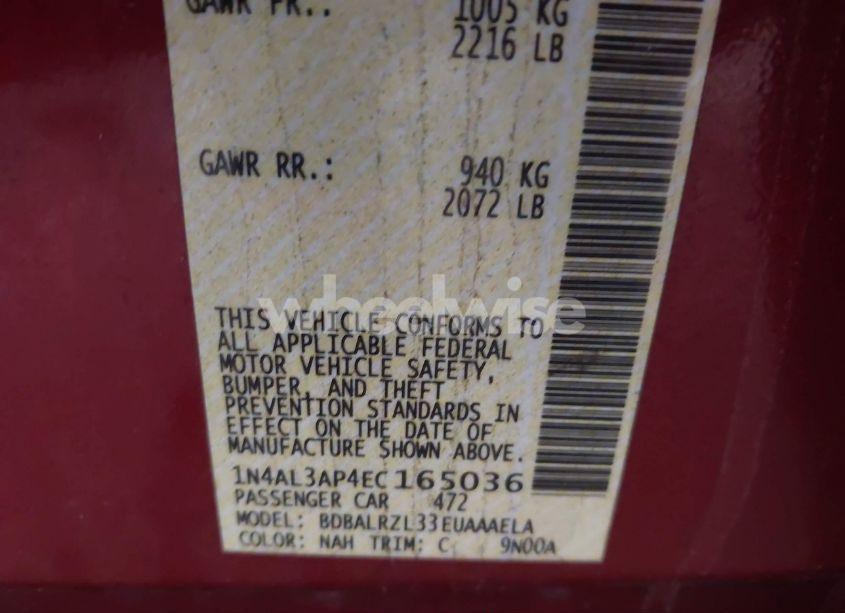 GAWR FR.: 1005 KG
2216 LB
GAWR RR.: 940 KG
2072 LB
wheelwise
THIS VEHICLE CONFORMS TO
ALL APPLICABLE FEDERAL
MOTOR VEHICLE SAFETY,
BUMPER, AND THEFT
PREVENTION STANDARDS IN
EFFECT ON THE DATE OF
MANUFACTURE SHOWN ABOVE.
1N4AL3AP4EC165036
PASSENGER CAR 472
MODEL: BDBALRZL33EUAAAELA
COLOR: NAH TRIM: C 9N00A